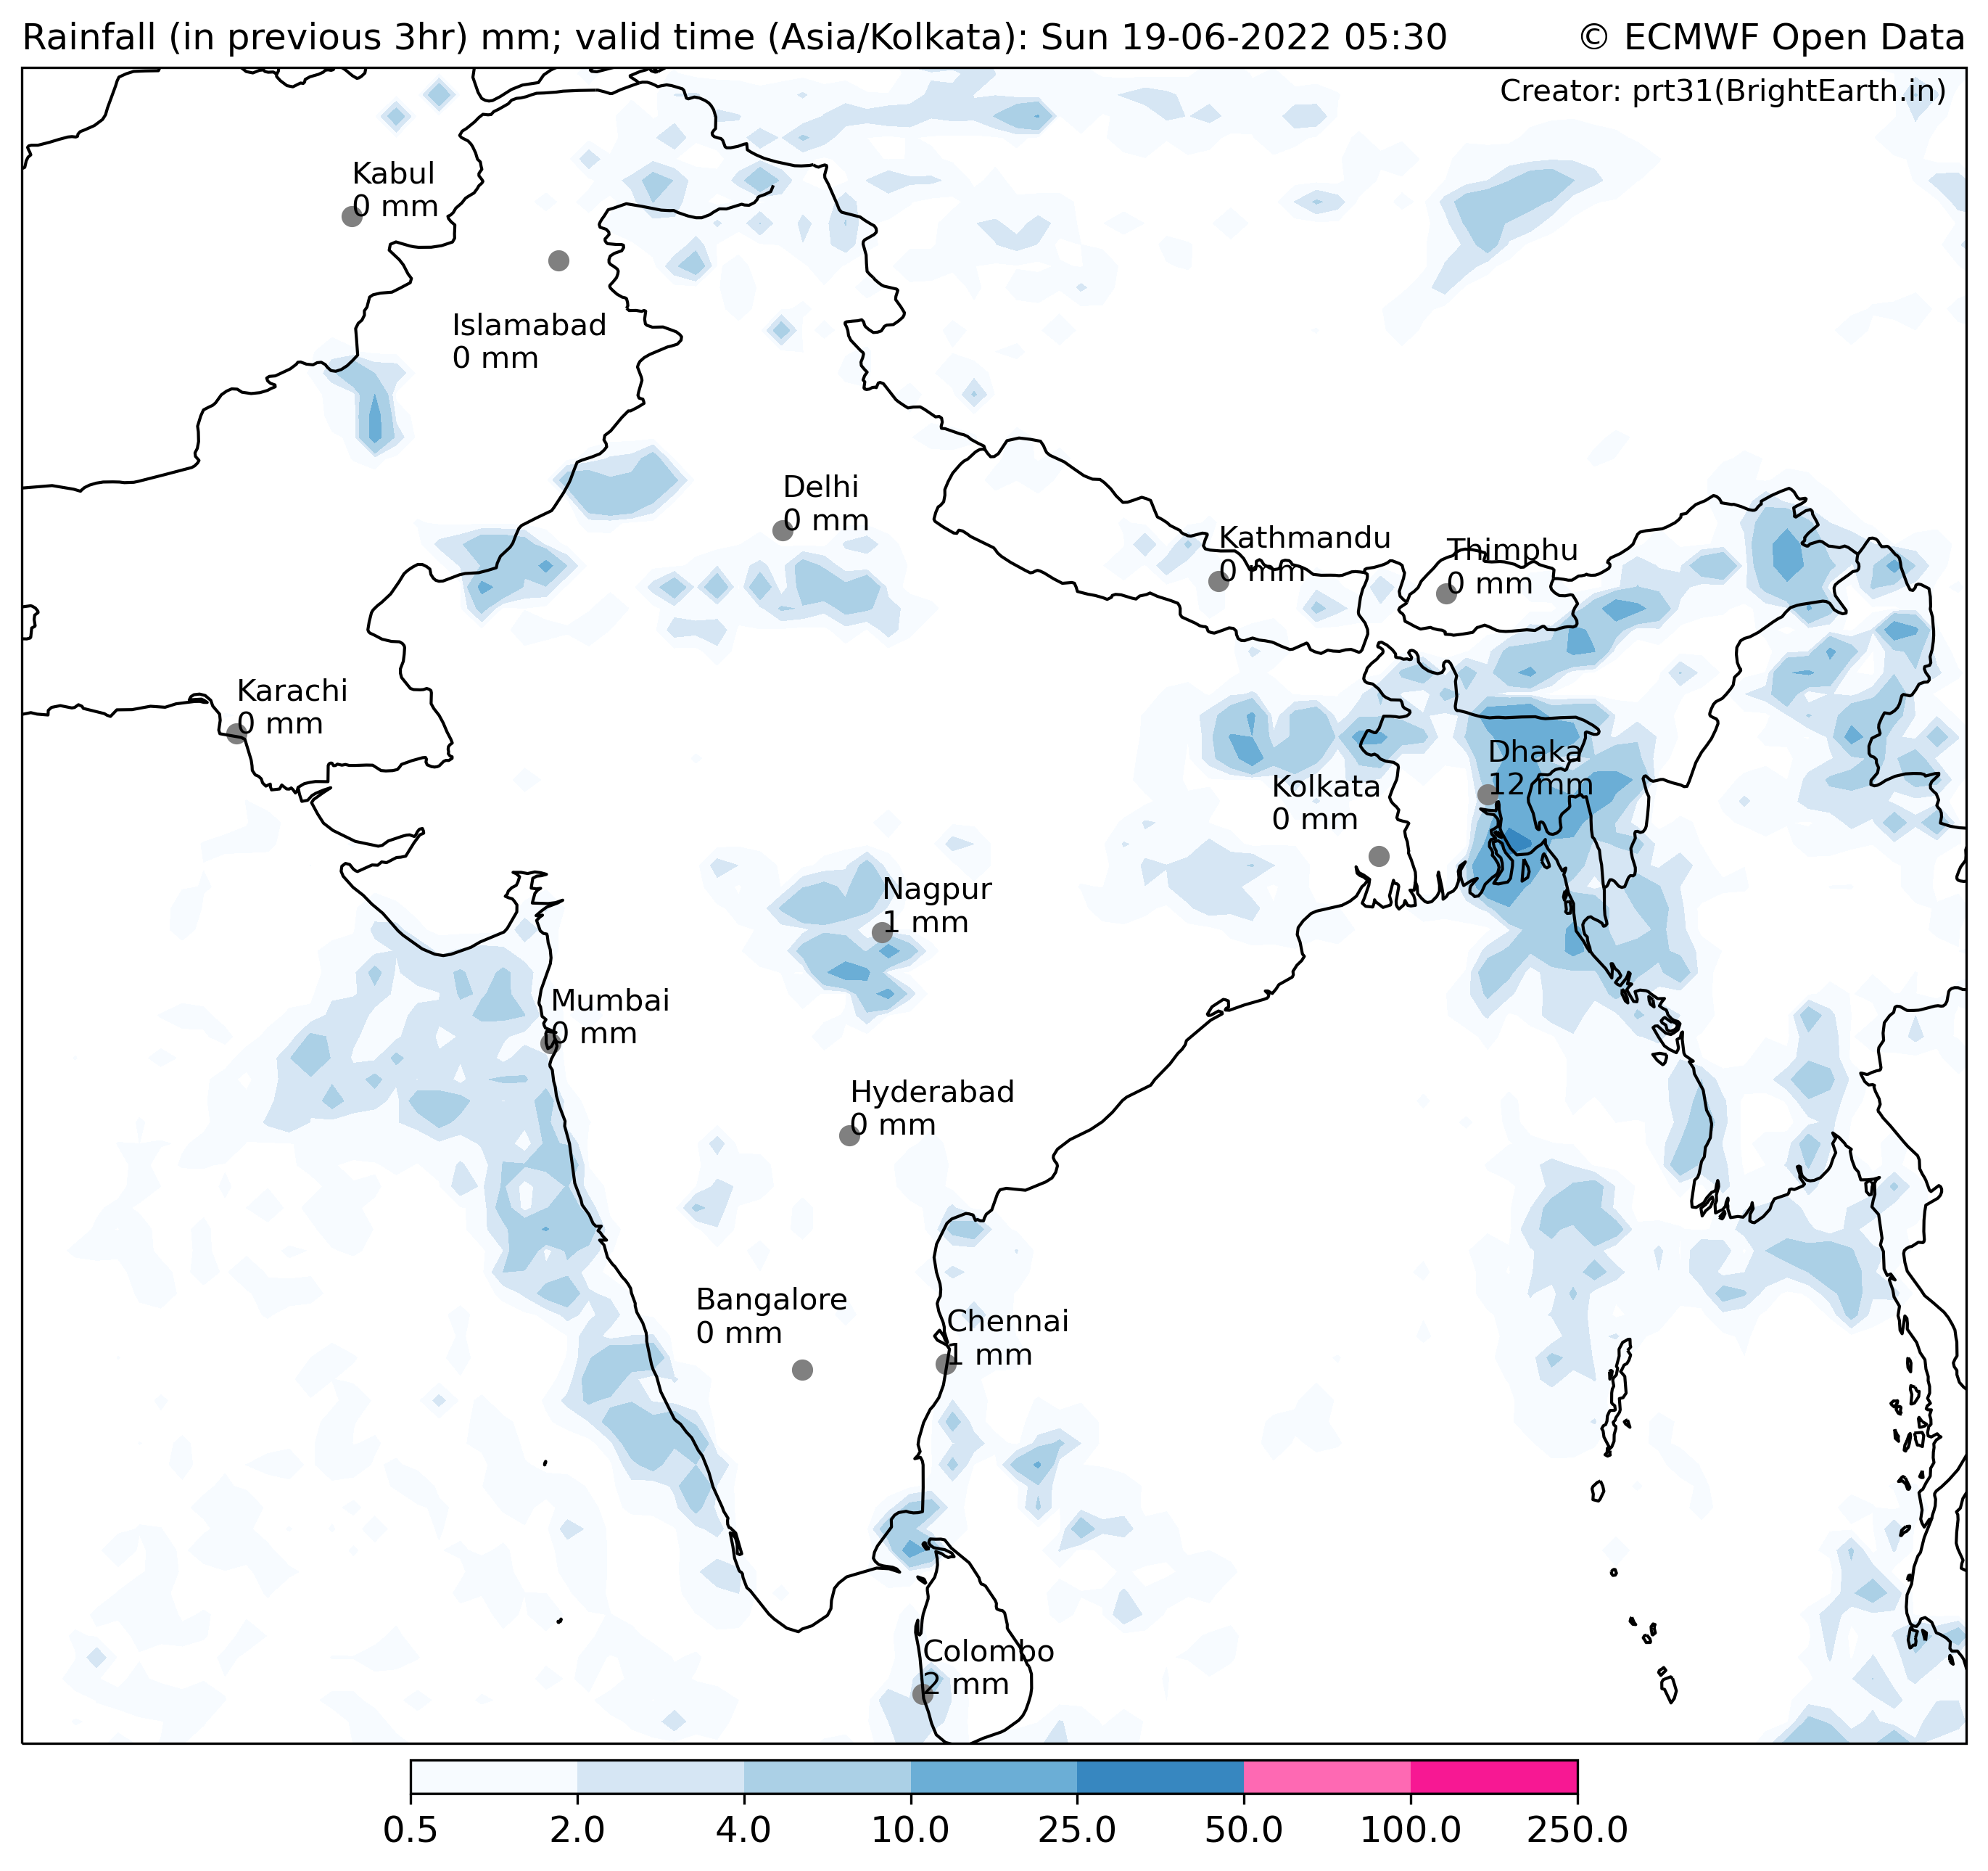 Rainfall (in previous 3hr) mm; valid time (Asia/Kolkata): Sun 19-06-2022 05:30
© ECMWF Open Data
Creator: prt31(BrightEarth.in)
Kabul
0 mm
Islamabad
0 mm
Delhi
0 mm
Kathmandu
0 mm
Thimphu
0 mm
Karachi
0 mm
Dhaka
12 mm
Kolkata
0 mm
Nagpur
1 mm
Mumbai
0 mm
Hyderabad
0 mm
Bangalore
0 mm
Chennai
1 mm
Colombo
2 mm
0.5 2.0 4.0 10.0 25.0 50.0 100.0 250.0